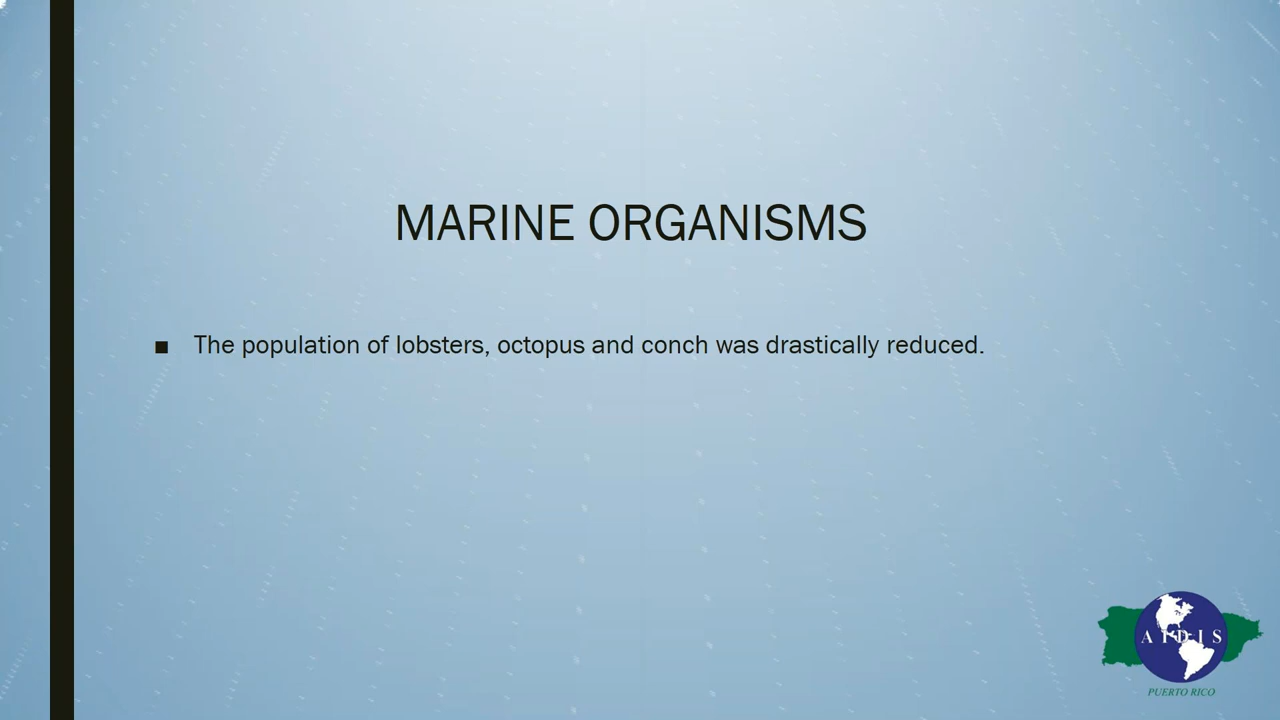 MARINE ORGANISMS
■ The population of lobsters, octopus and conch was drastically reduced.
AIDIS
PUERTO RICO